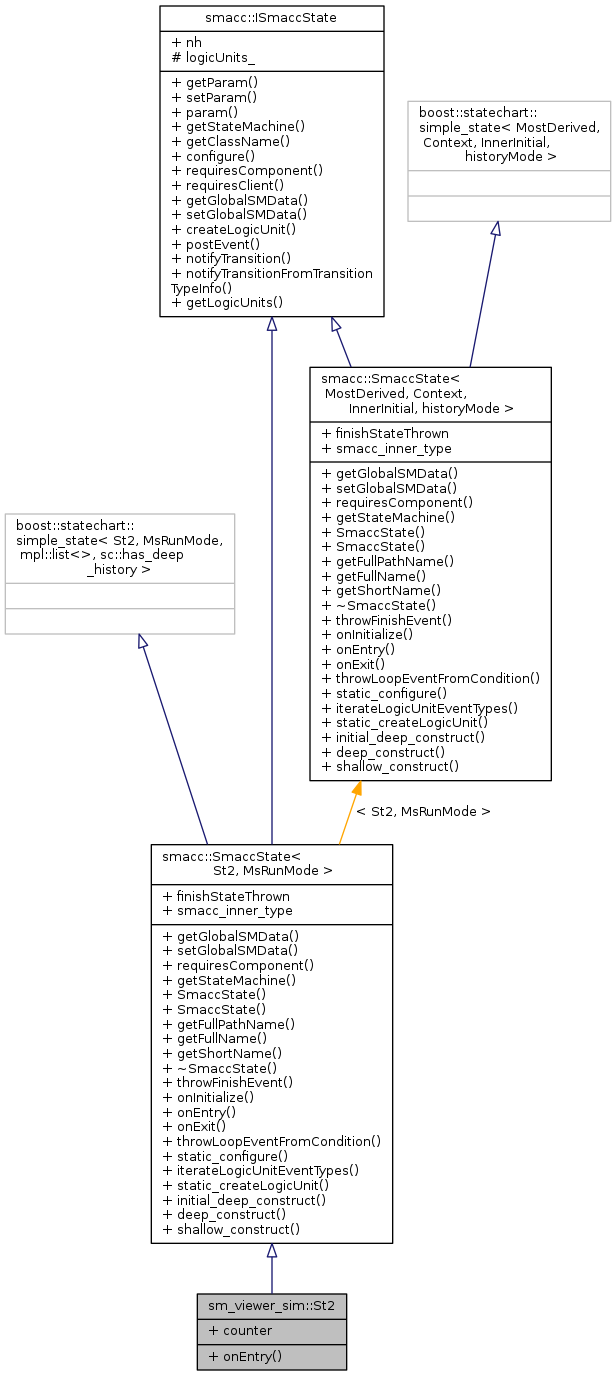 smacc::ISmaccState
+ nh
# logicUnits_
+ getParam()
+ setParam()
+ param()
+ getStateMachine()
+ getClassName()
+ configure()
+ requiresComponent()
+ requiresClient()
+ getGlobalSMData()
+ setGlobalSMData()
+ createLogicUnit()
+ postEvent()
+ notifyTransition()
+ notifyTransitionFromTransition
TypeInfo()
+ getLogicUnits()
boost::statechart::
simple_state< MostDerived,
Context, InnerInitial,
historyMode >
smacc::SmaccState<
MostDerived, Context,
InnerInitial, historyMode >
+ finishStateThrown
+ smacc_inner_type
+ getGlobalSMData()
+ setGlobalSMData()
+ requiresComponent()
+ getStateMachine()
+ SmaccState()
+ SmaccState()
+ getFullPathName()
+ getFullName()
+ getShortName()
+ ~SmaccState()
+ throwFinishEvent()
+ onInitialize()
+ onEntry()
+ onExit()
+ throwLoopEventFromCondition()
+ static_configure()
+ iterateLogicUnitEventTypes()
+ static_createLogicUnit()
+ initial_deep_construct()
+ deep_construct()
+ shallow_construct()
boost::statechart::
simple_state< St2, MsRunMode,
mpl::list<>, sc::has_deep
_history >
< St2, MsRunMode >
smacc::SmaccState<
St2, MsRunMode >
+ finishStateThrown
+ smacc_inner_type
+ getGlobalSMData()
+ setGlobalSMData()
+ requiresComponent()
+ getStateMachine()
+ SmaccState()
+ SmaccState()
+ getFullPathName()
+ getFullName()
+ getShortName()
+ ~SmaccState()
+ throwFinishEvent()
+ onInitialize()
+ onEntry()
+ onExit()
+ throwLoopEventFromCondition()
+ static_configure()
+ iterateLogicUnitEventTypes()
+ static_createLogicUnit()
+ initial_deep_construct()
+ deep_construct()
+ shallow_construct()
sm_viewer_sim::St2
+ counter
+ onEntry()